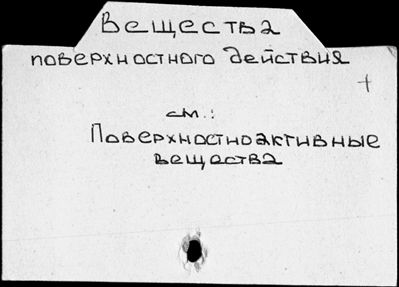 Вещества
поверхностного действия
+
см.:
Поверхностноактивные
вещества